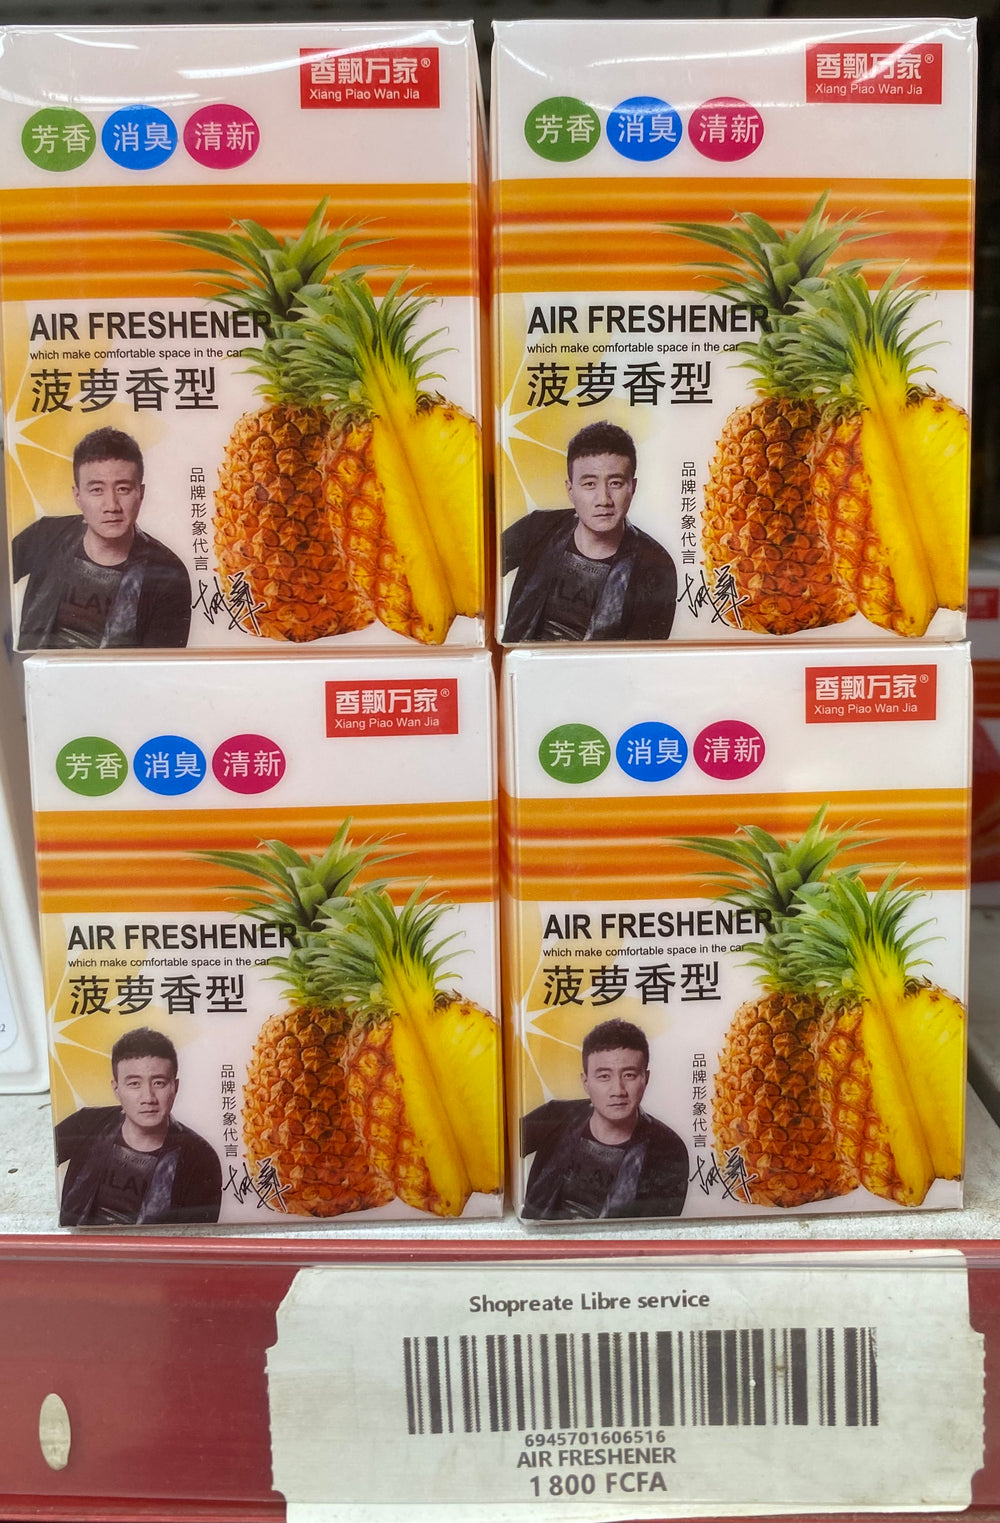 香飘万家®
Xiang Piao Wan Jia
芳香 消臭 清新
AIR FRESHENER
which make comfortable space in the car
菠萝香型
品牌形象代言
香飘万家®
Xiang Piao Wan Jia
芳香 消臭 清新
AIR FRESHENER
which make comfortable space in the car
菠萝香型
品牌形象代言
香飘万家®
Xiang Piao Wan Jia
芳香 消臭 清新
AIR FRESHENER
which make comfortable space in the car
菠萝香型
品牌形象代言
香飘万家®
Xiang Piao Wan Jia
芳香 消臭 清新
AIR FRESHENER
which make comfortable space in the car
菠萝香型
品牌形象代言
Shopreate Libre service
6945701606516
AIR FRESHENER
1 800 FCFA